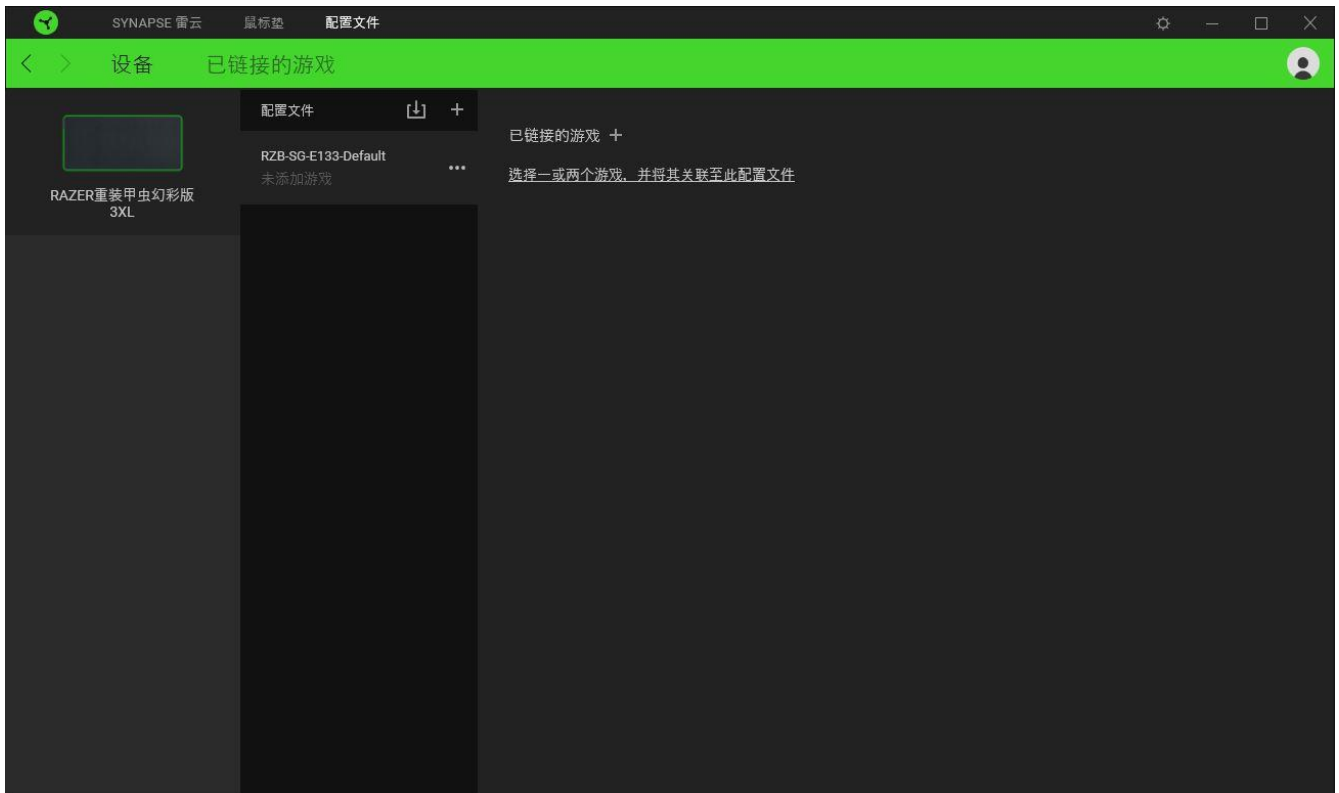 SYNAPSE 雷云 鼠标垫 配置文件
设备 已链接的游戏
RAZER重装甲虫幻彩版
3XL
配置文件
RZB-SG-E133-Default
未添加游戏
已链接的游戏
选择一或两个游戏，并将其关联至此配置文件